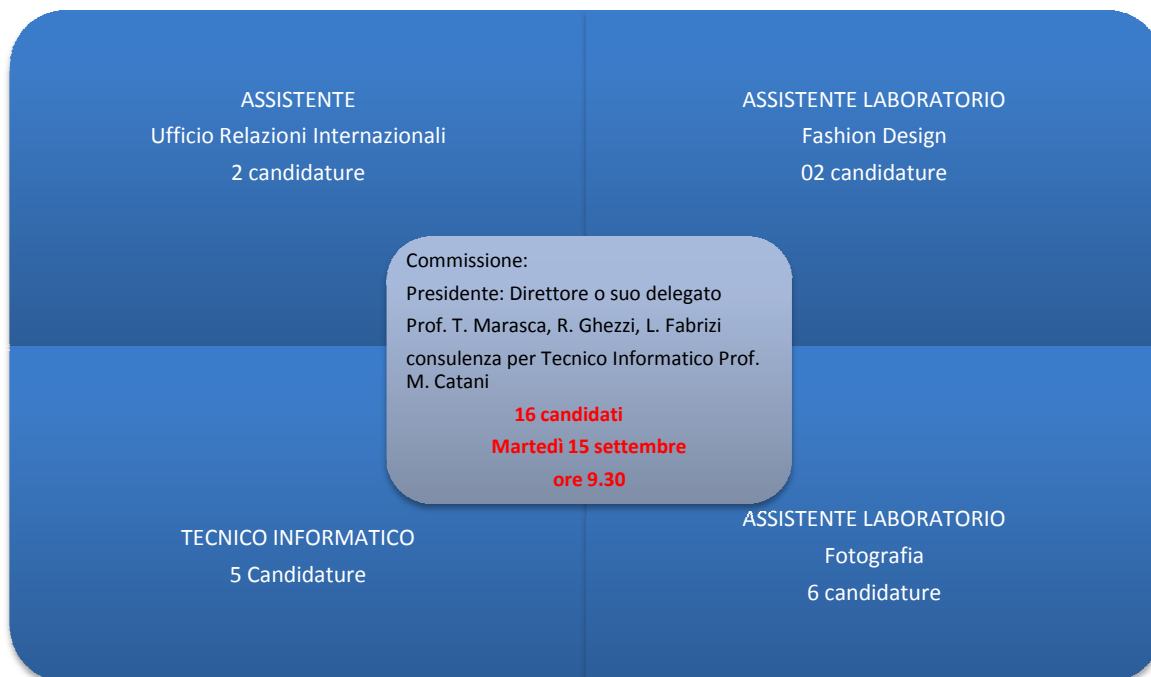 ASSISTENTE
Ufficio Relazioni Internazionali
2 candidature
ASSISTENTE LABORATORIO
Fashion Design
02 candidature
Commissione:
Presidente: Direttore o suo delegato
Prof. T. Marasca, R. Ghezzi, L. Fabrizi
consulenza per Tecnico Informatico Prof.
M. Catani
16 candidati
Martedì 15 settembre
ore 9.30
TECNICO INFORMATICO
5 Candidature
ASSISTENTE LABORATORIO
Fotografia
6 candidature